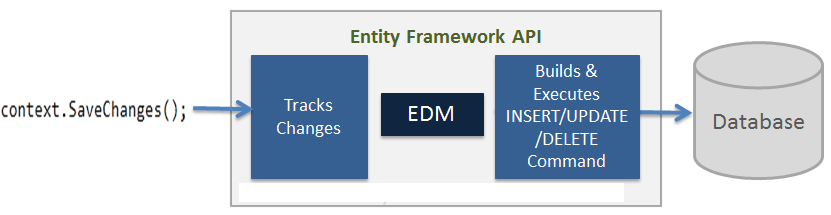 Entity Framework API
context.SaveChanges();
Tracks
Changes
EDM
Builds &
Executes
INSERT/UPDATE
/DELETE
Command
Database